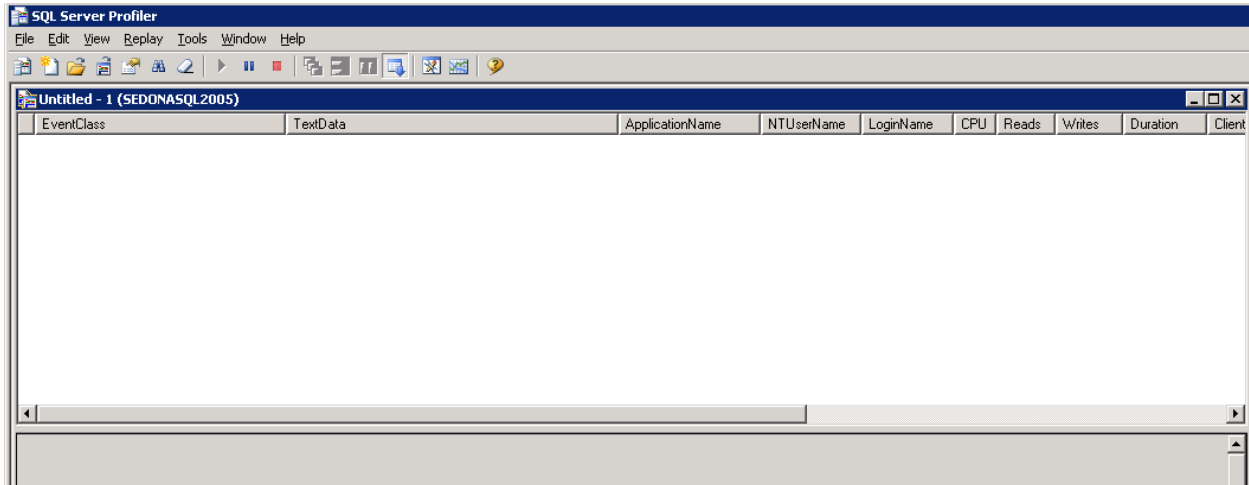 SQL Server Profiler
File Edit View Replay Tools Window Help
Untitled - 1 (SEDONASQL2005)
EventClass TextData ApplicationName NTUserName LoginName CPU Reads Writes Duration Client